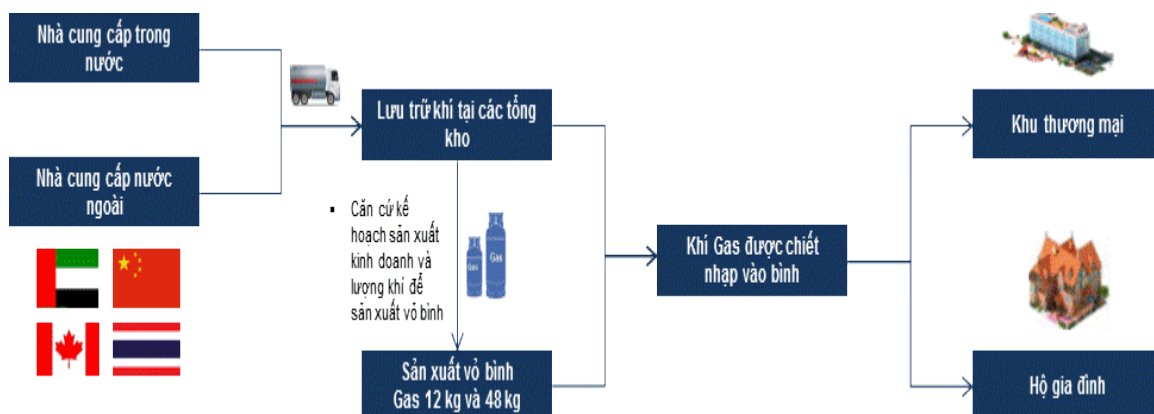 Nhà cung cấp trong
nước
Nhà cung cấp nước
ngoài
Lưu trữ khí tại các tổng
kho
▪ Căn cứ kế
hoạch sản xuất
kinh doanh và
lượng khí để
sản xuất vỏ bình
Gas
Gas
Sản xuất vỏ bình
Gas 12 kg và 48 kg
Khí Gas được chiết
nhạp vào bình
Khu thương mại
Hộ gia đình